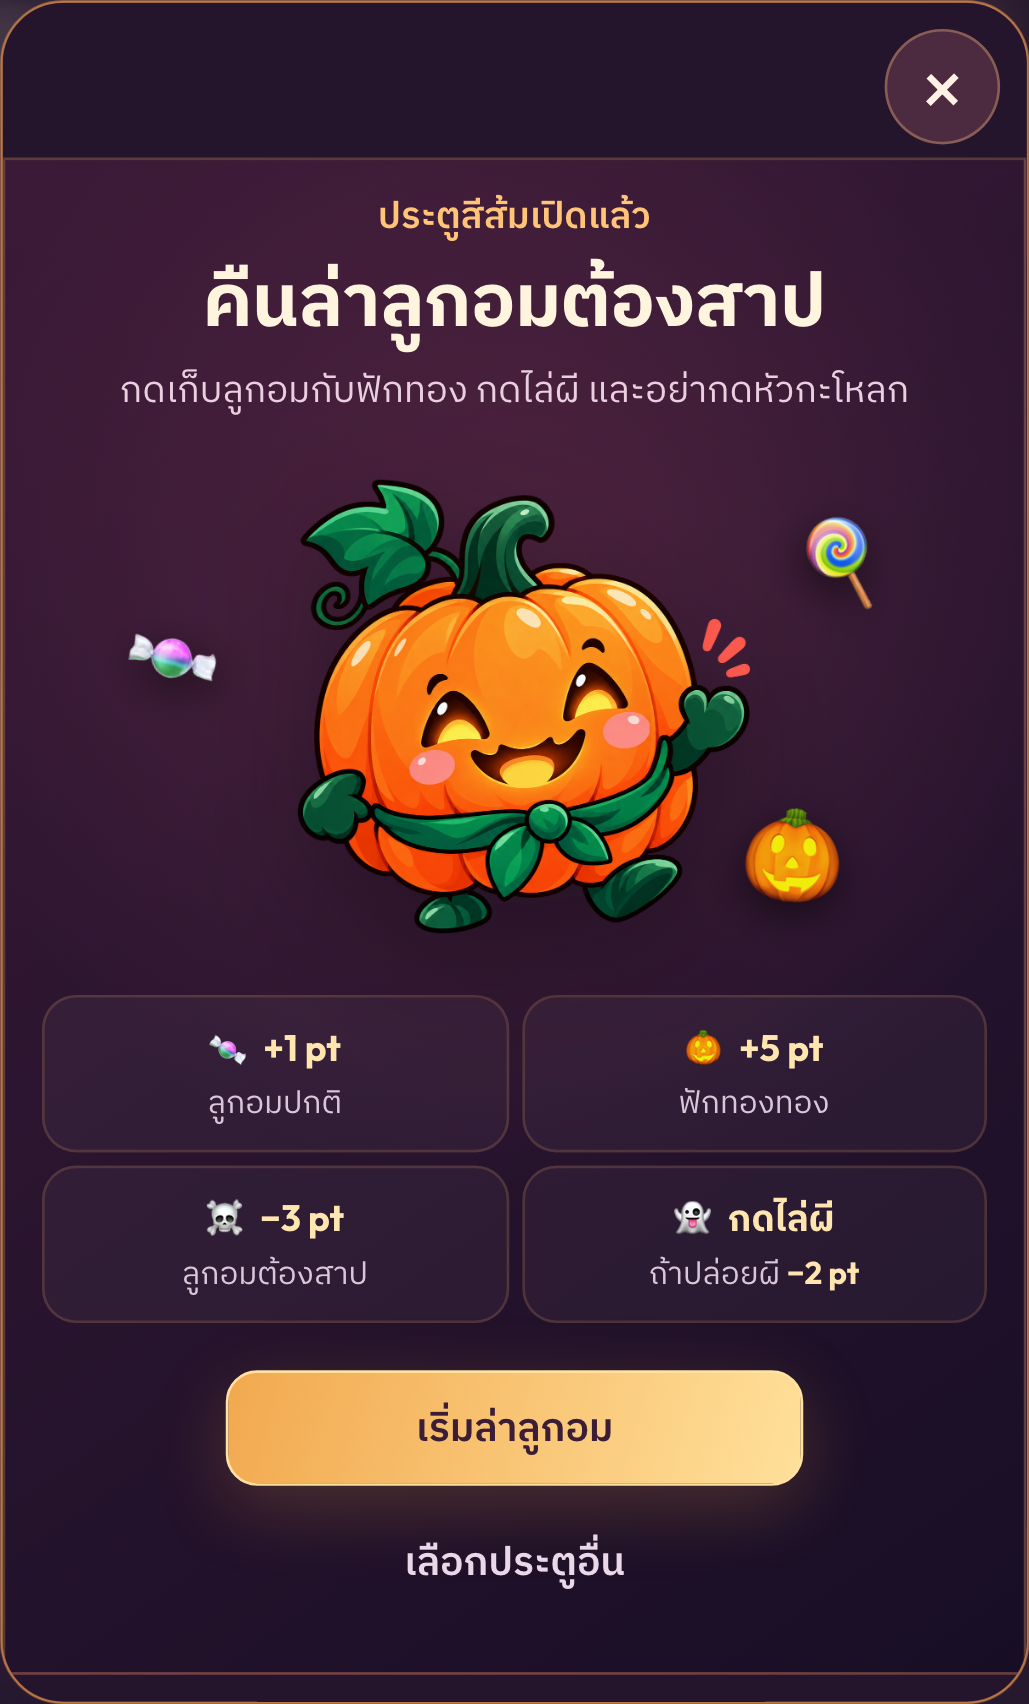 ×
ประตูสีส้มเปิดแล้ว
คืนล่าลูกอมต้องสาป
กดเก็บลูกอมกับฟักทอง กดไล่ผี และอย่ากดหัวกะโหลก
+1 pt
ลูกอมปกติ
+5 pt
ฟักทองทอง
−3 pt
ลูกอมต้องสาป
กดไล่ผี
ถ้าปล่อยผี −2 pt
เริ่มล่าลูกอม
เลือกประตูอื่น